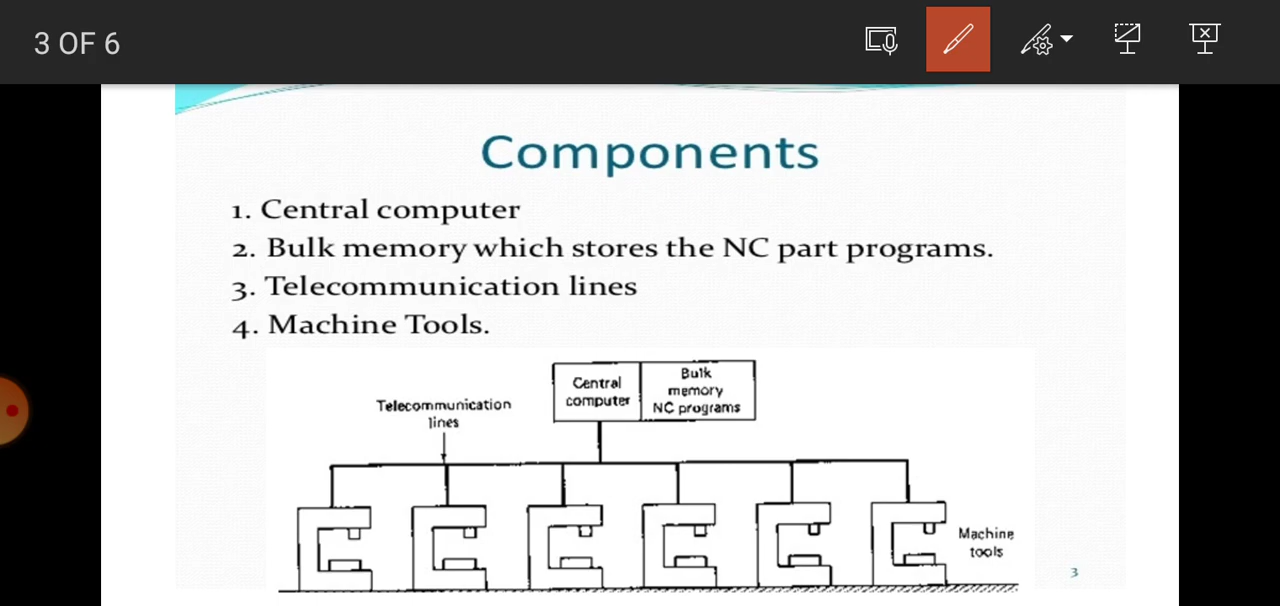 3 OF 6
Components
1. Central computer
2. Bulk memory which stores the NC part programs.
3. Telecommunication lines
4. Machine Tools.
Telecommunication
lines
Central
computer
Bulk
memory
NC programs
Machine
tools
3